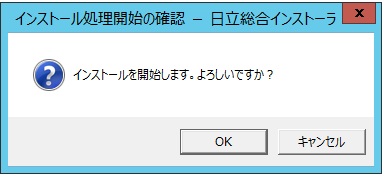 インストール処理開始の確認 － 日立総合インストーラ
x
インストールを開始します。よろしいですか？
OK
キャンセル